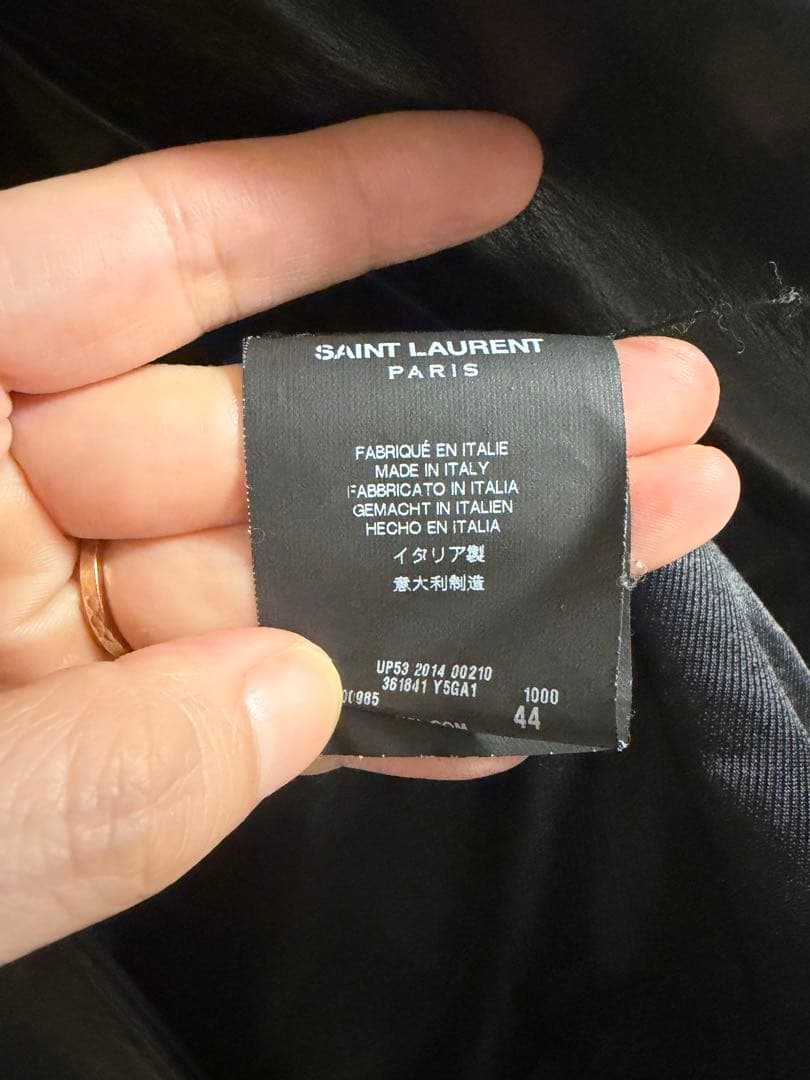 SAINT LAURENT
PARIS
FABRIQUÉ EN ITALIE
MADE IN ITALY
FABBRICATO IN ITALIA
GEMACHT IN ITALIEN
HECHO EN ITALIA
イタリア製
意大利制造
UP53 2014 00210
361841 Y5GA1
00985 1000
44